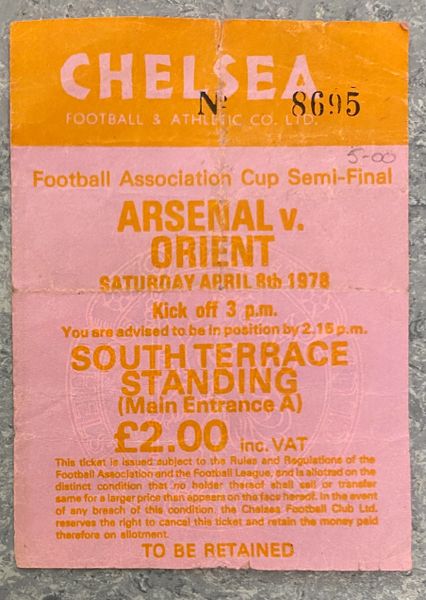 CHELSEA
Nº 8695
FOOTBALL & ATHLETIC CO. LTD.
5-00
Football Association Cup Semi-Final
ARSENAL v.
ORIENT
SATURDAY APRIL 8th 1978
Kick off 3 p.m.
You are advised to be in position by 2.15 p.m.
SOUTH TERRACE
STANDING
(Main Entrance A)
£2.00 inc. VAT
This ticket is issued subject to the Rules and Regulations of the
Football Association and the Football League, and is allotted on the
distinct condition that no holder thereof shall sell or transfer
same for a larger price than appears on the face hereof. In the event
of any breach of this condition, the Chelsea Football Club Ltd.
reserves the right to cancel this ticket and retain the money paid
therefore on allotment.
TO BE RETAINED